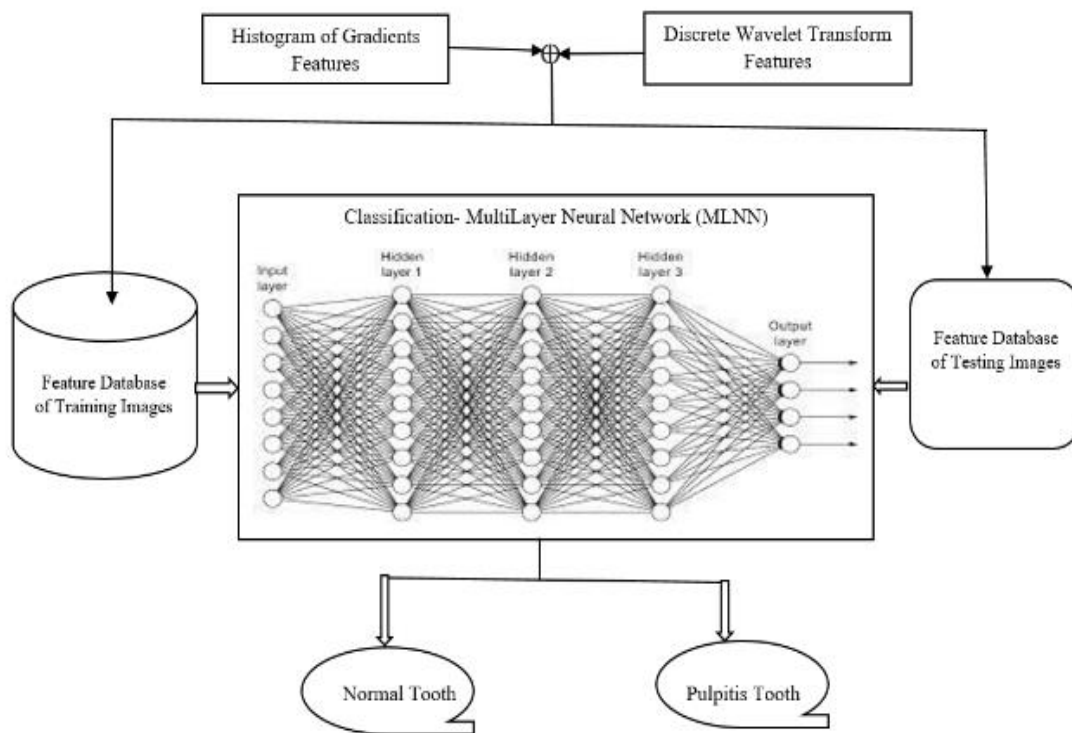 Histogram of Gradients
Features
Discrete Wavelet Transform
Features
Classification- MultiLayer Neural Network (MLNN)
Input
layer
Hidden
layer 1
Hidden
layer 2
Hidden
layer 3
Output
layer
Feature Database
of Training Images
Feature Database
of Testing Images
Normal Tooth
Pulpitis Tooth